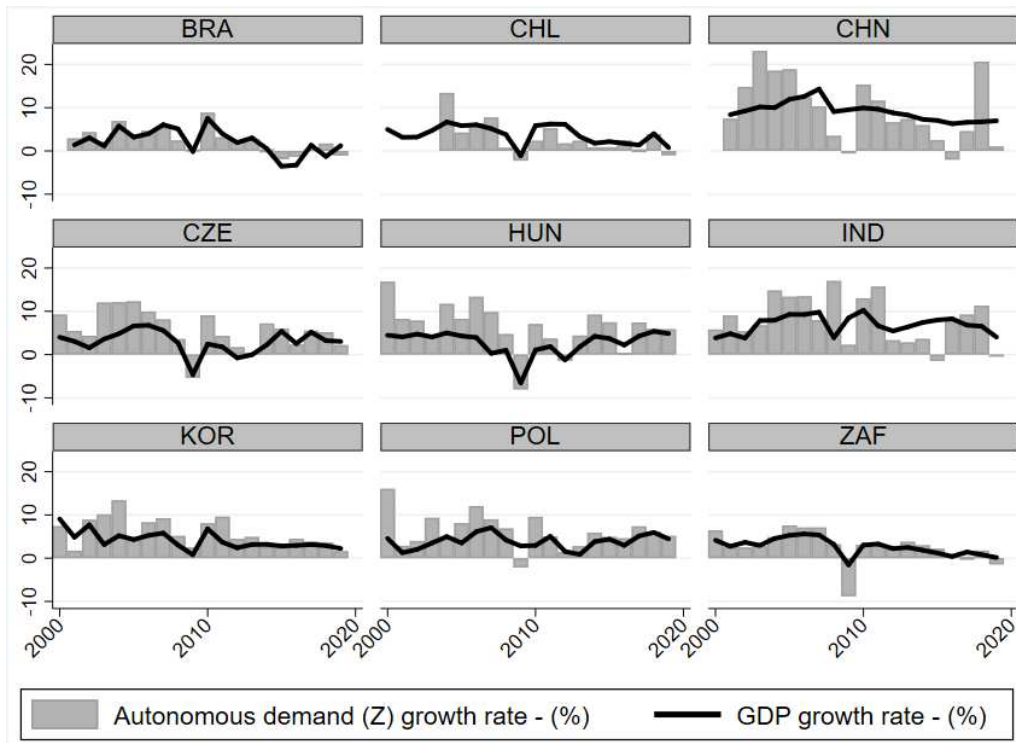 BRA CHL CHN
20
10
0
-10
CZE HUN IND
20
10
0
-10
KOR POL ZAF
20
10
0
-10
2000 2010 2020 2000 2010 2020 2000 2010 2020
Autonomous demand (Z) growth rate - (%) GDP growth rate - (%)